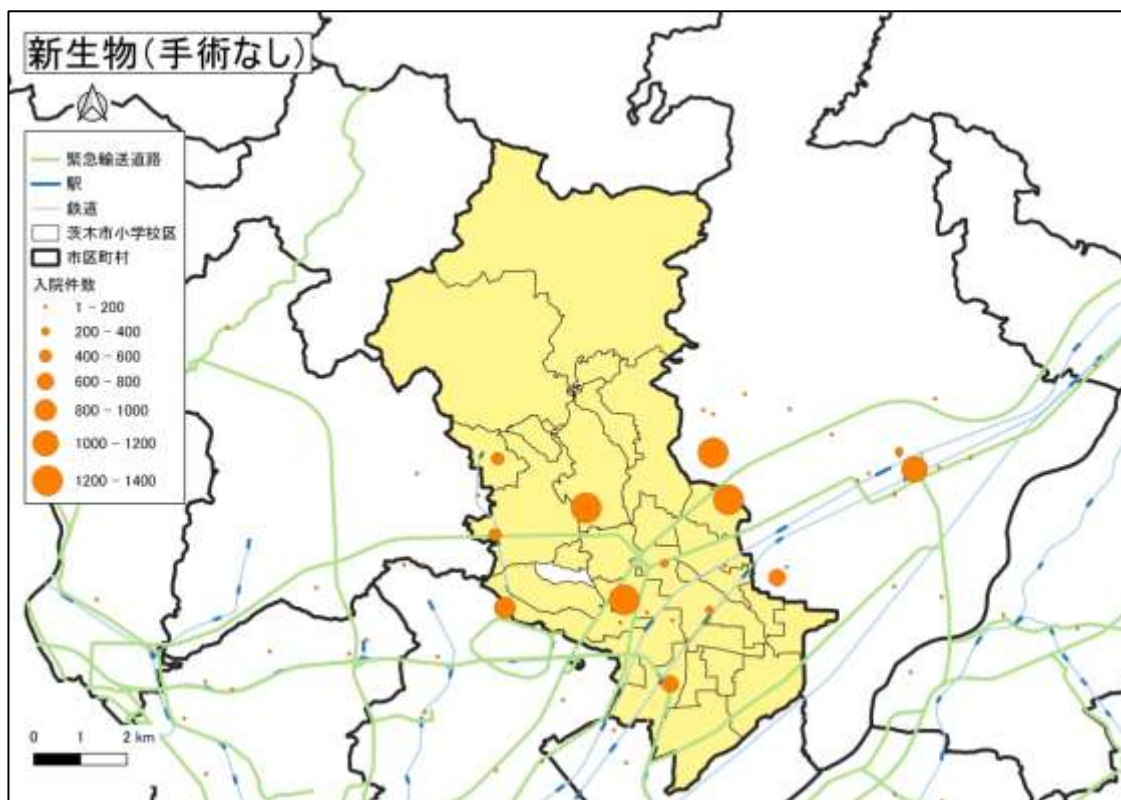 新生物(手術なし)
緊急輸送道路
駅
鉄道
茨木市小学校区
市区町村
入院件数
1 - 200
200 - 400
400 - 600
600 - 800
800 - 1000
1000 - 1200
1200 - 1400
0 1 2 km